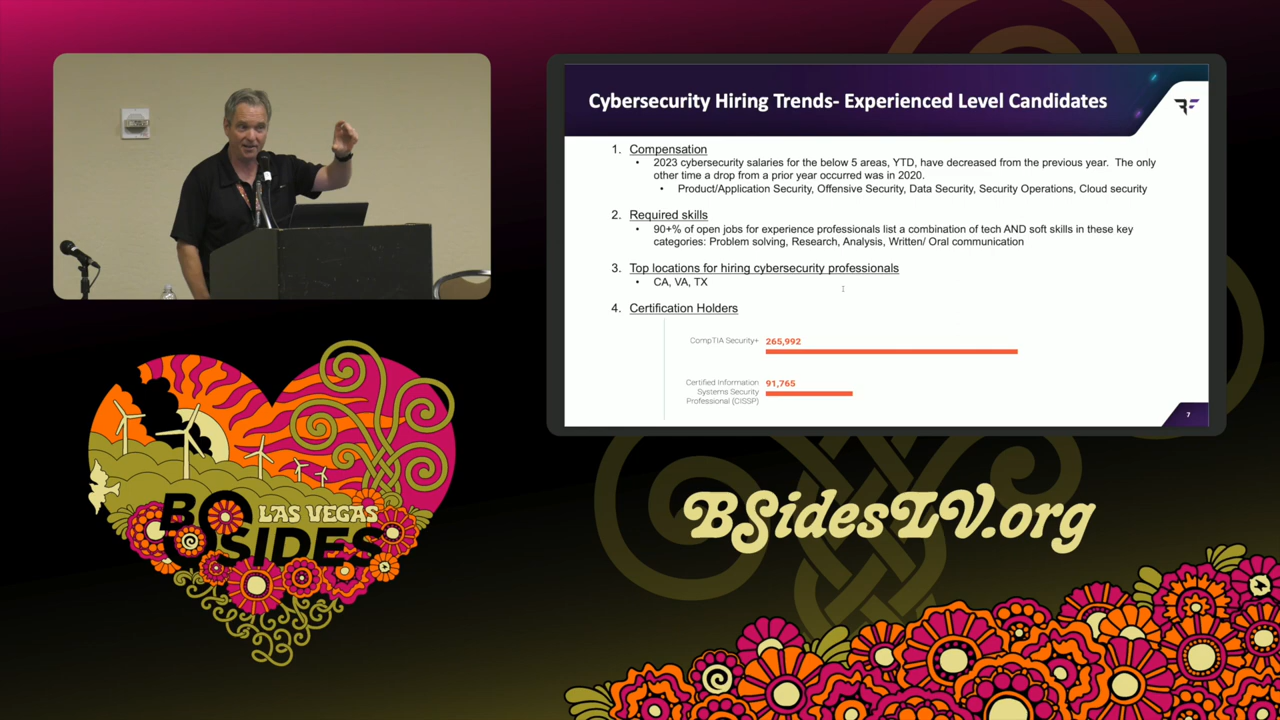 Cybersecurity Hiring Trends- Experienced Level Candidates
RF
1. Compensation
• 2023 cybersecurity salaries for the below 5 areas, YTD, have decreased from the previous year. The only
other time a drop from a prior year occurred was in 2020.
• Product/Application Security, Offensive Security, Data Security, Security Operations, Cloud security
2. Required skills
• 90+% of open jobs for experience professionals list a combination of tech AND soft skills in these key
categories: Problem solving, Research, Analysis, Written/ Oral communication
3. Top locations for hiring cybersecurity professionals
• CA, VA, TX
4. Certification Holders
CompTIA Security+ 265,992
Certified Information
Systems Security
Professional (CISSP)
91,765
7
BSides
LAS VEGAS
23
BSidesLV.org